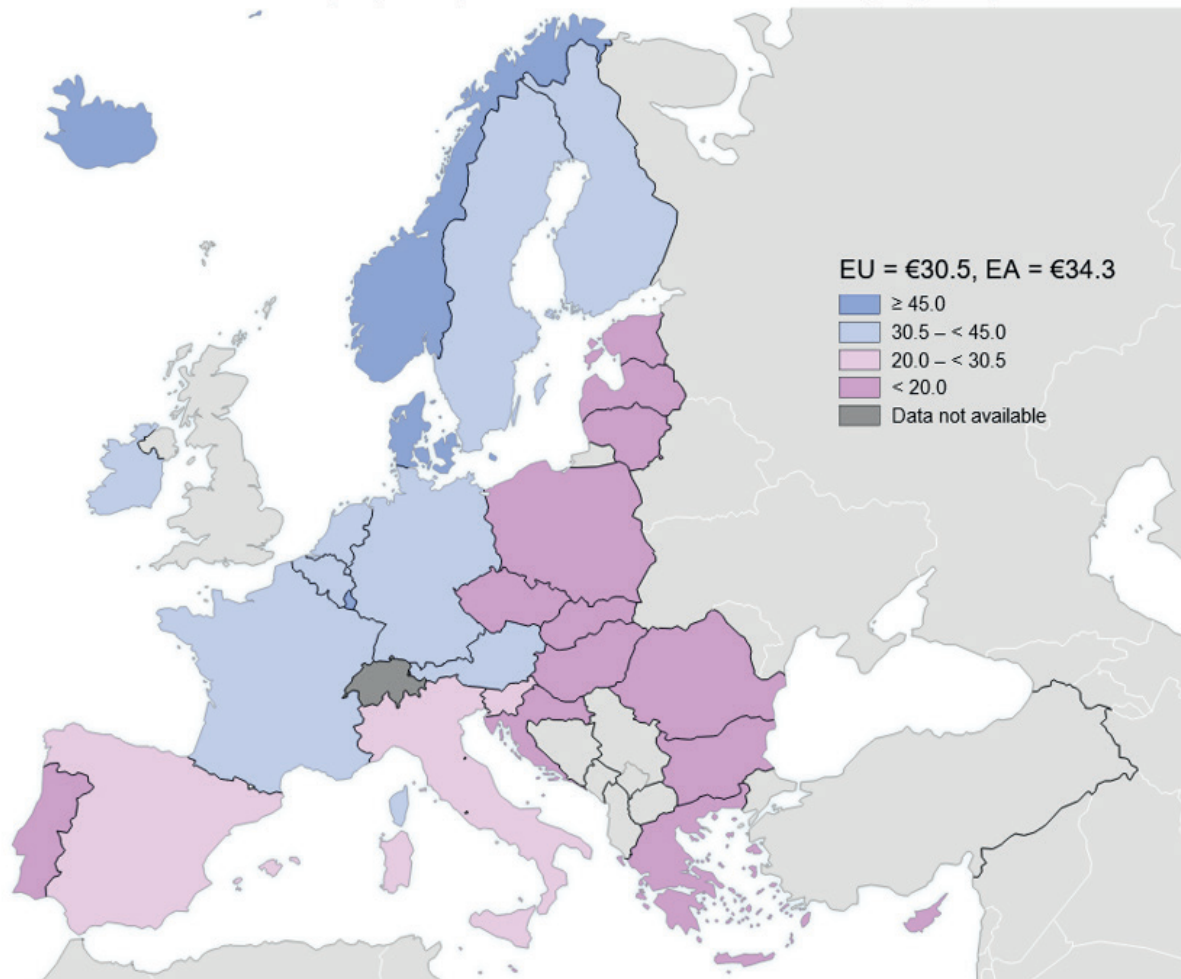 EU = €30.5, EA = €34.3
≥ 45.0
30.5 – < 45.0
20.0 – < 30.5
< 20.0
Data not available